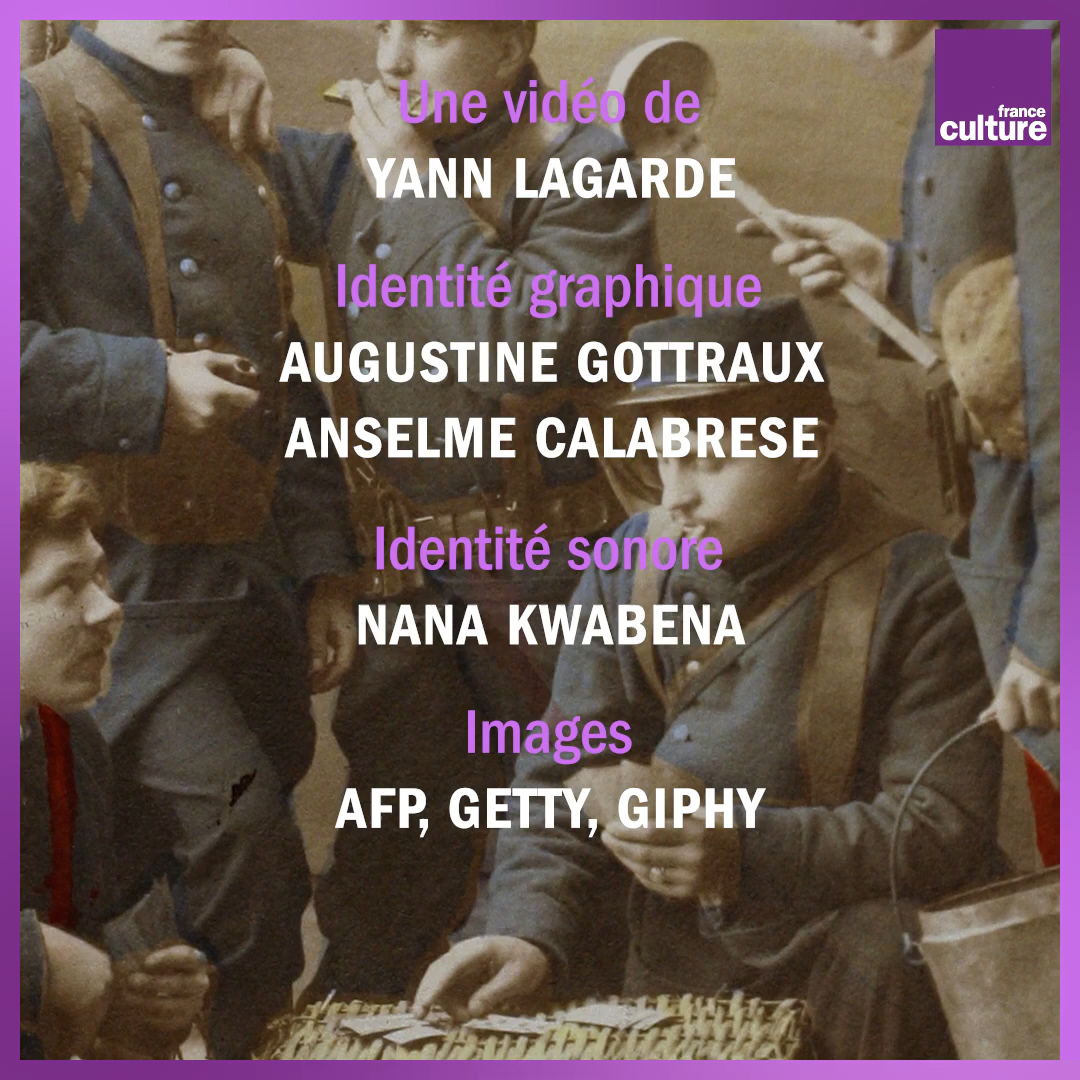 france
culture
Une vidéo de
YANN LAGARDE
Identité graphique
AUGUSTINE GOTTRAUX
ANSELME CALABRESE
Identité sonore
NANA KWABENA
Images
AFP, GETTY, GIPHY